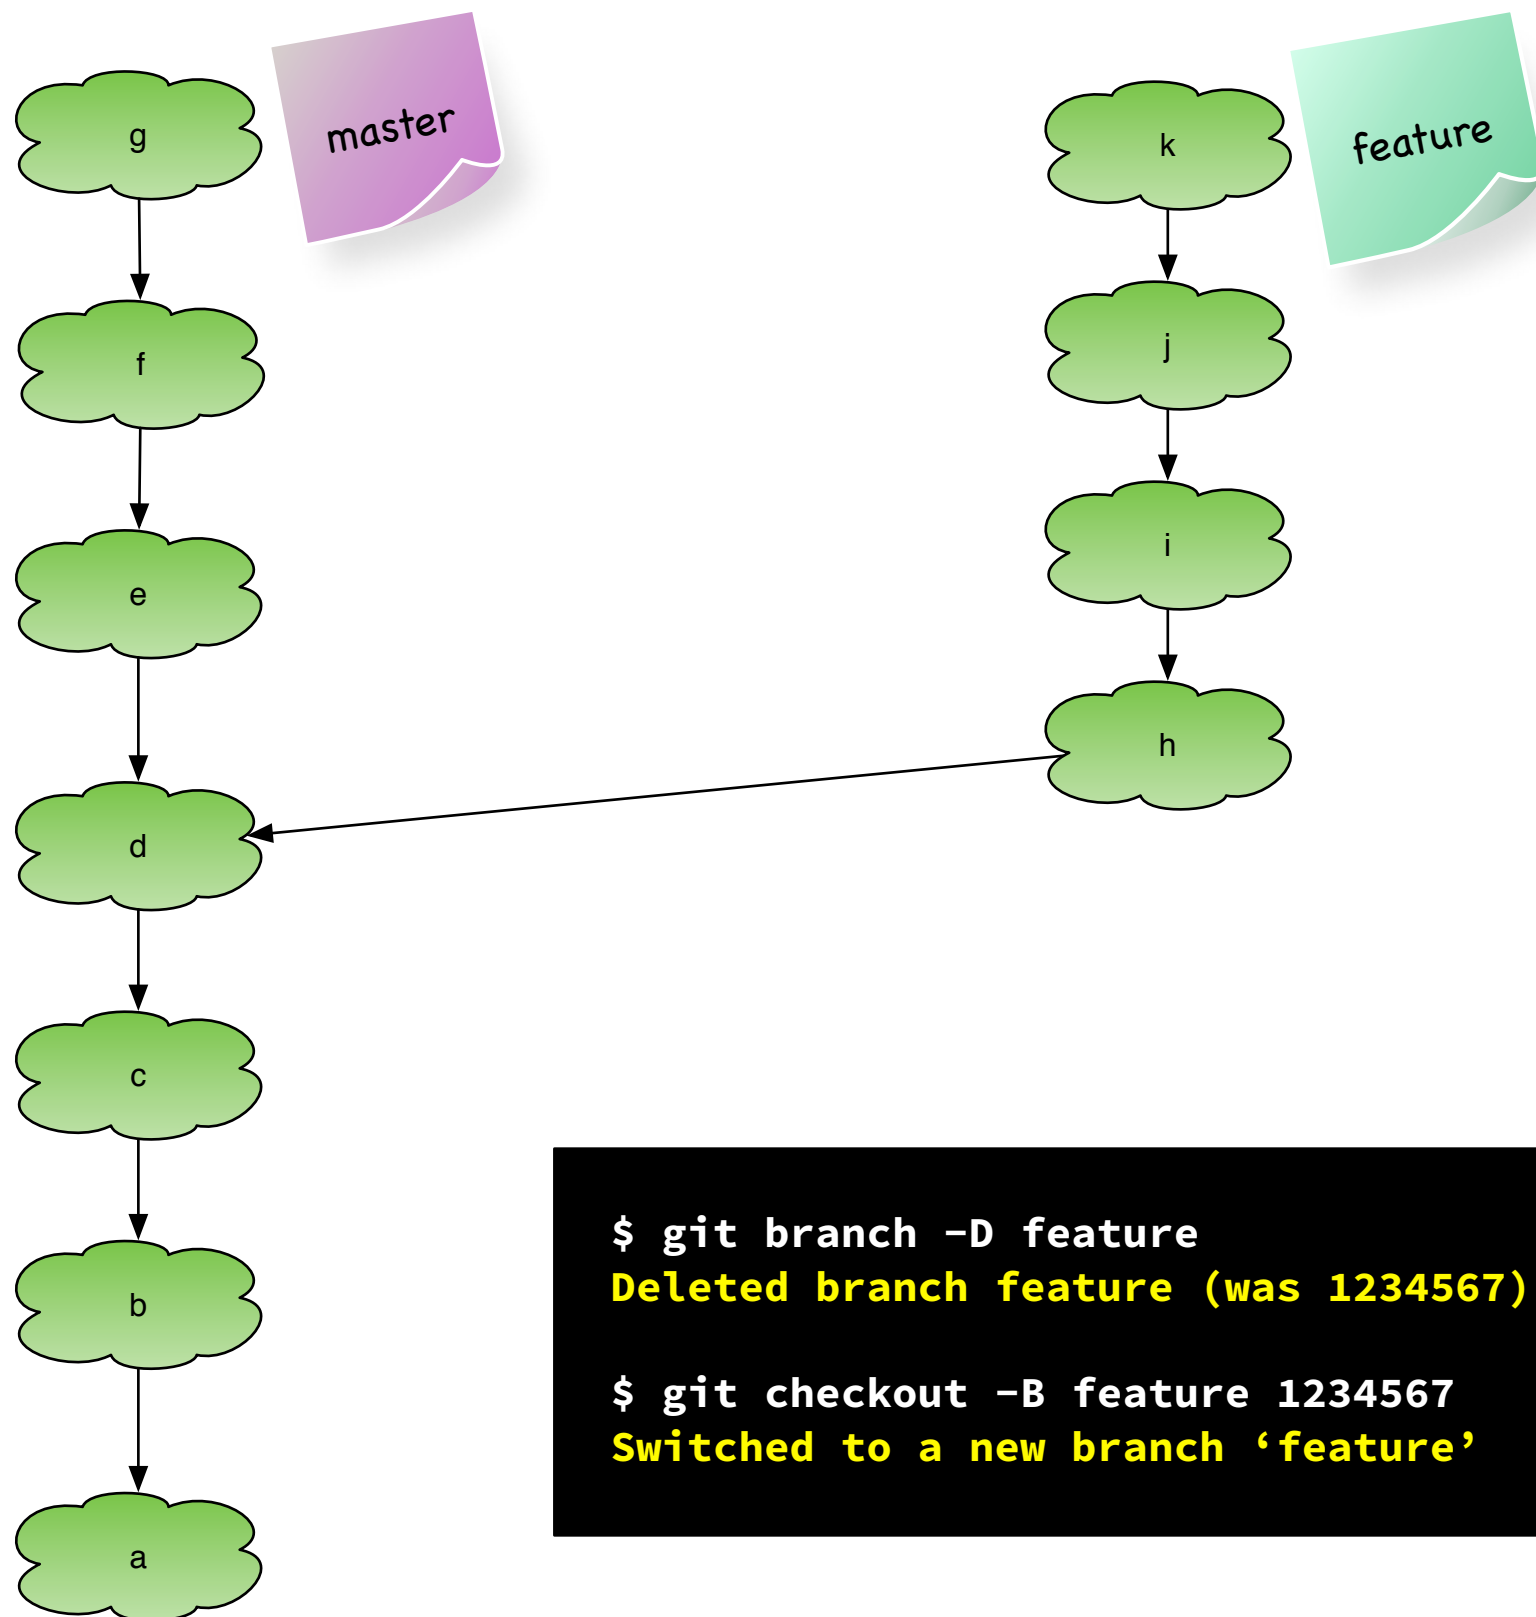 g
master
f
e
d
c
b
a
k
feature
j
i
h
$ git branch -D feature
Deleted branch feature (was 1234567)
$ git checkout -B feature 1234567
Switched to a new branch ‘feature’